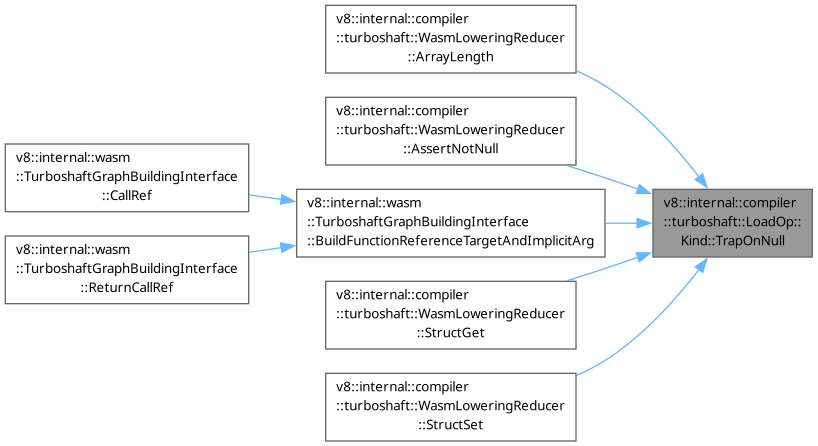 v8::internal::compiler
::turboshaft::WasmLoweringReducer
::ArrayLength
v8::internal::compiler
::turboshaft::WasmLoweringReducer
::AssertNotNull
v8::internal::wasm
::TurboshaftGraphBuildingInterface
::CallRef
v8::internal::wasm
::TurboshaftGraphBuildingInterface
::BuildFunctionReferenceTargetAndImplicitArg
v8::internal::compiler
::turboshaft::LoadOp::
Kind::TrapOnNull
v8::internal::wasm
::TurboshaftGraphBuildingInterface
::ReturnCallRef
v8::internal::compiler
::turboshaft::WasmLoweringReducer
::StructGet
v8::internal::compiler
::turboshaft::WasmLoweringReducer
::StructSet